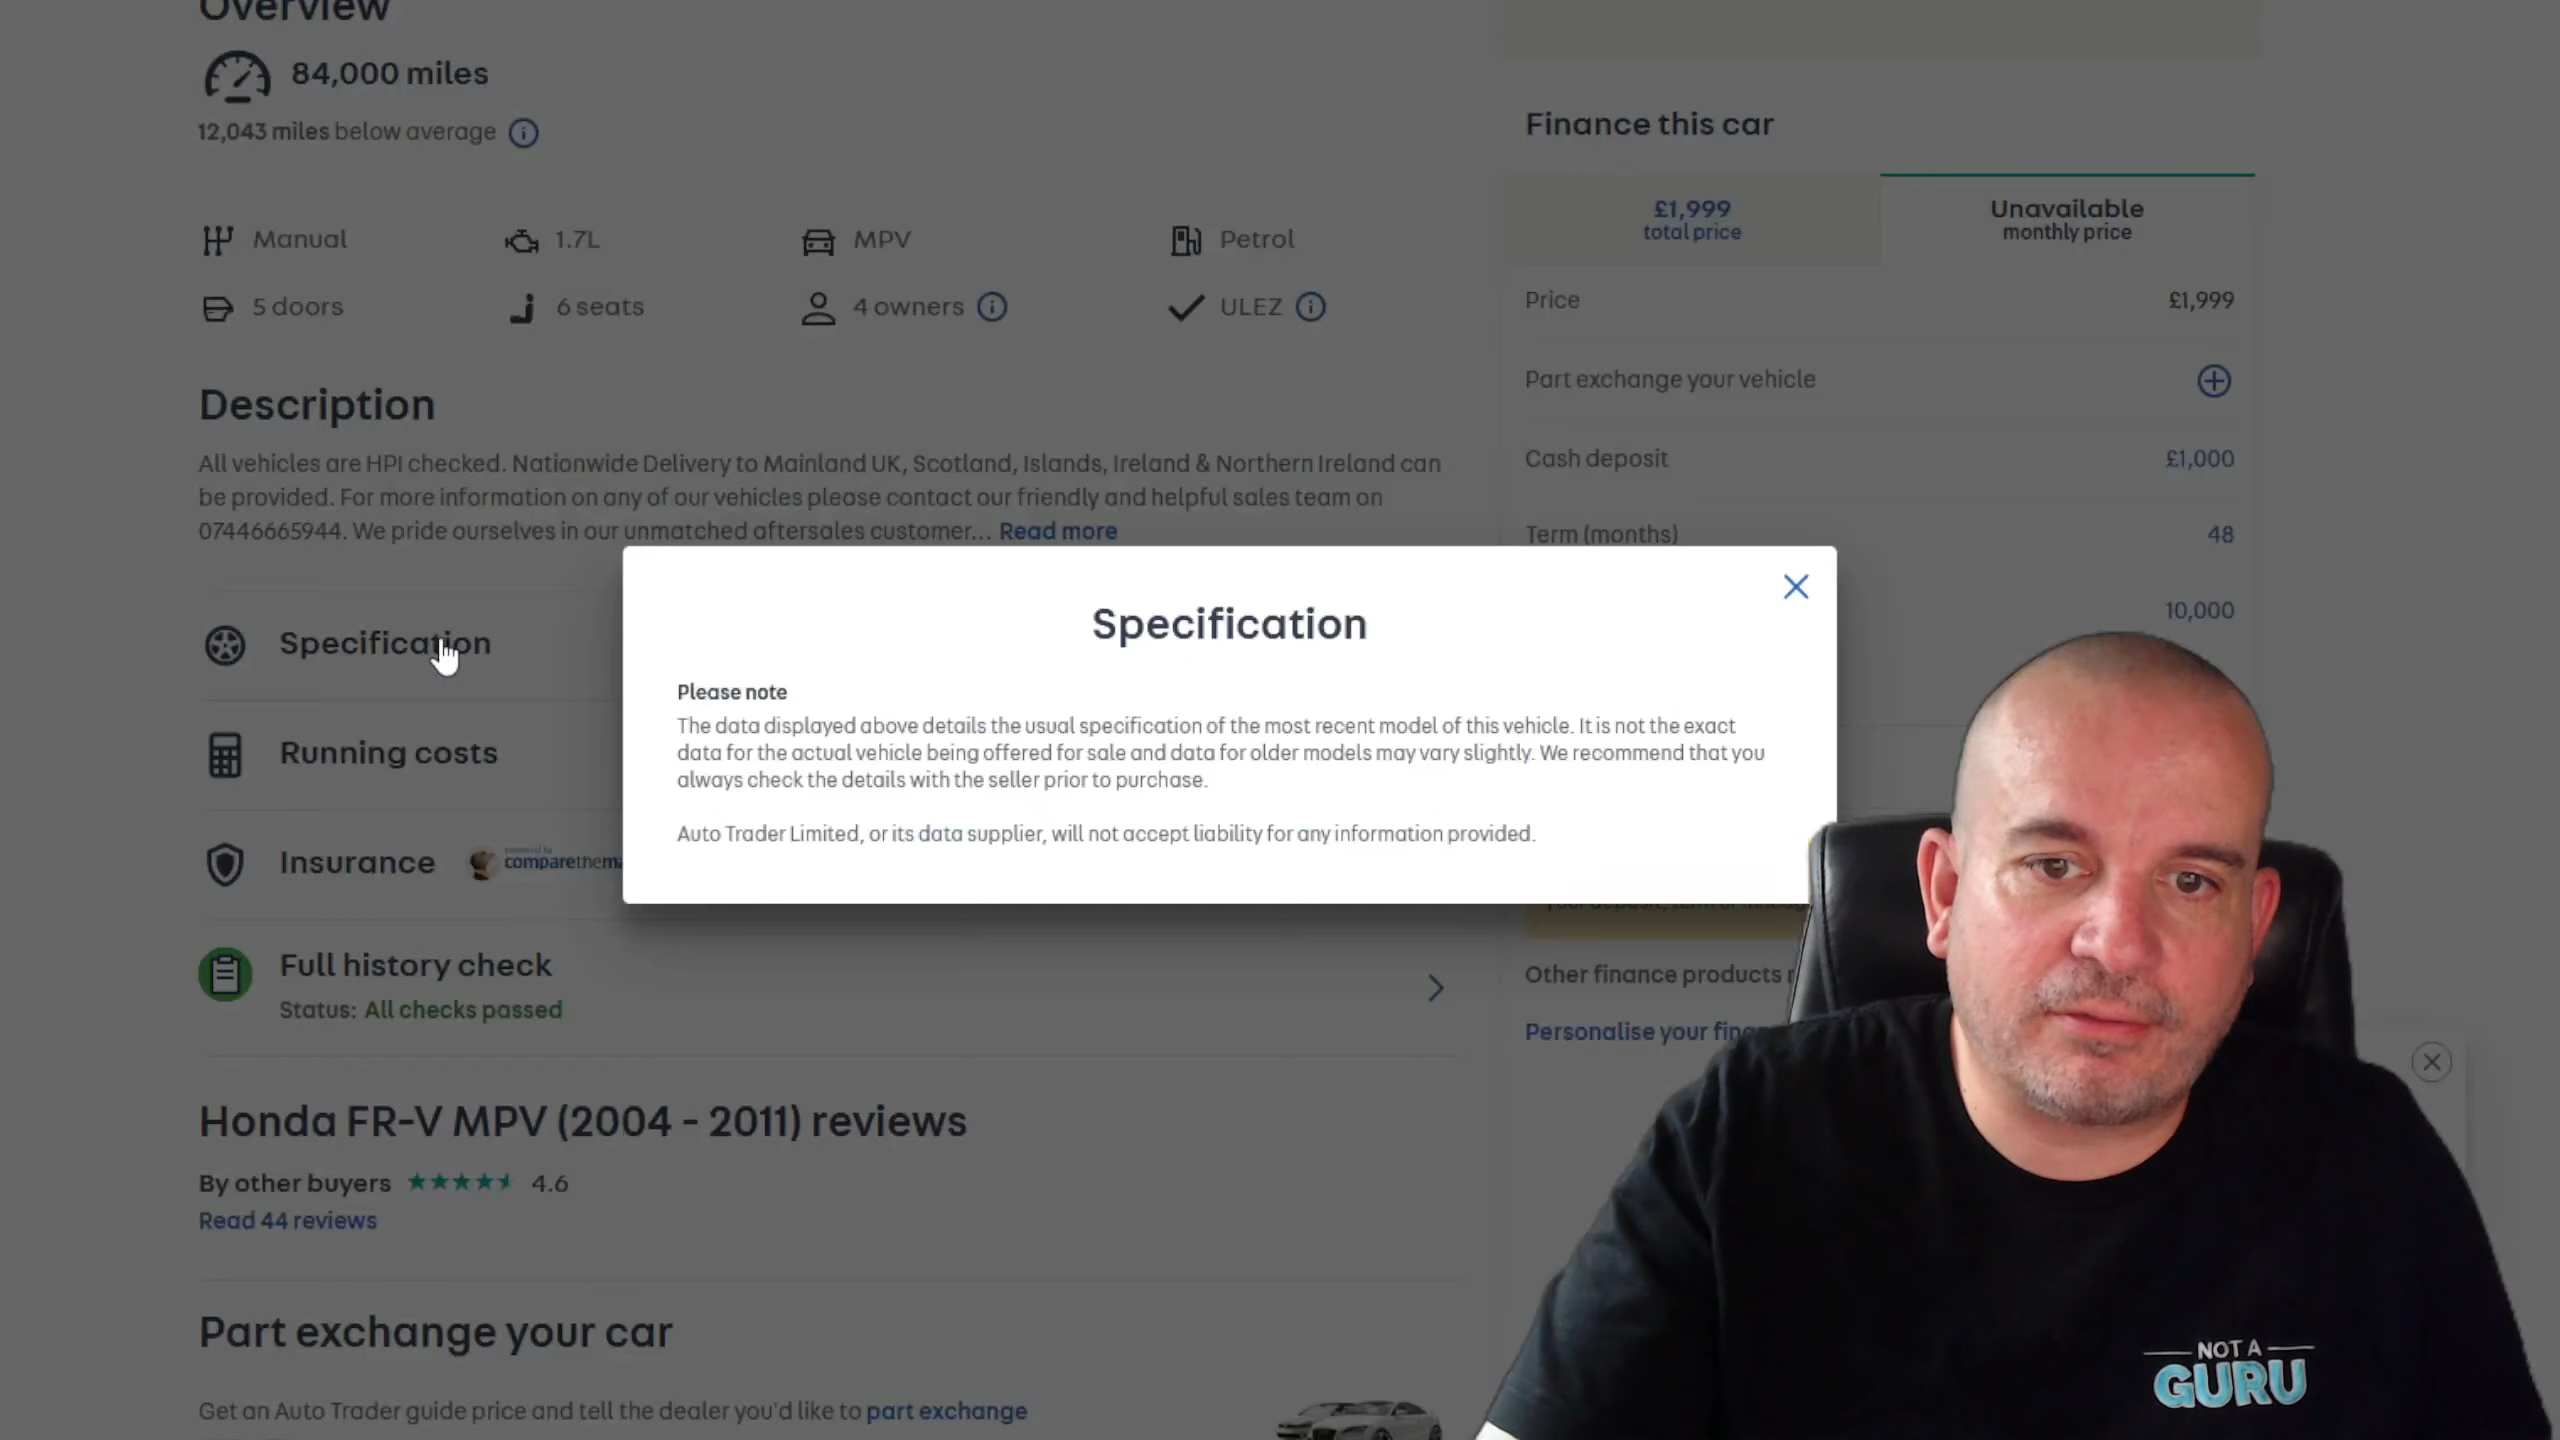 Overview
84,000 miles
12,043 miles below average
Manual
1.7L
MPV
Petrol
5 doors
6 seats
4 owners
ULEZ
Description
All vehicles are HPI checked. Nationwide Delivery to Mainland UK, Scotland, Islands, Ireland & Northern Ireland can
be provided. For more information on any of our vehicles please contact our friendly and helpful sales team on
07446665944. We pride ourselves in our unmatched aftersales customer... Read more
Specification
Running costs
Insurance
powered by
comparethema
Full history check
Status: All checks passed
Honda FR-V MPV (2004 - 2011) reviews
By other buyers 4.6
Read 44 reviews
Part exchange your car
Get an Auto Trader guide price and tell the dealer you'd like to part exchange
Specification
Please note
The data displayed above details the usual specification of the most recent model of this vehicle. It is not the exact
data for the actual vehicle being offered for sale and data for older models may vary slightly. We recommend that you
always check the details with the seller prior to purchase.
Auto Trader Limited, or its data supplier, will not accept liability for any information provided.
Finance this car
£1,999
total price
Unavailable
monthly price
Price £1,999
Part exchange your vehicle
Cash deposit £1,000
Term (months) 48
10,000
Other finance products
Personalise your
NOT A
GURU